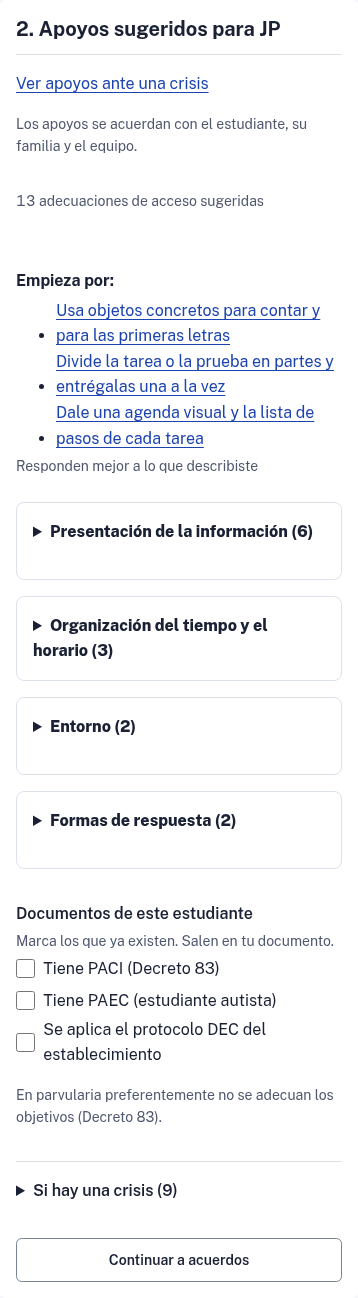 2. Apoyos sugeridos para JP
Ver apoyos ante una crisis
Los apoyos se acuerdan con el estudiante, su
familia y el equipo.
13 adecuaciones de acceso sugeridas
Empieza por:
Usa objetos concretos para contar y
para las primeras letras
Divide la tarea o la prueba en partes y
entrégalas una a la vez
Dale una agenda visual y la lista de
pasos de cada tarea
Responden mejor a lo que describiste
Presentación de la información (6)
Organización del tiempo y el
horario (3)
Entorno (2)
Formas de respuesta (2)
Documentos de este estudiante
Marca los que ya existen. Salen en tu documento.
Tiene PACI (Decreto 83)
Tiene PAEC (estudiante autista)
Se aplica el protocolo DEC del
establecimiento
En parvularia preferentemente no se adecuan los
objetivos (Decreto 83).
Si hay una crisis (9)
Continuar a acuerdos